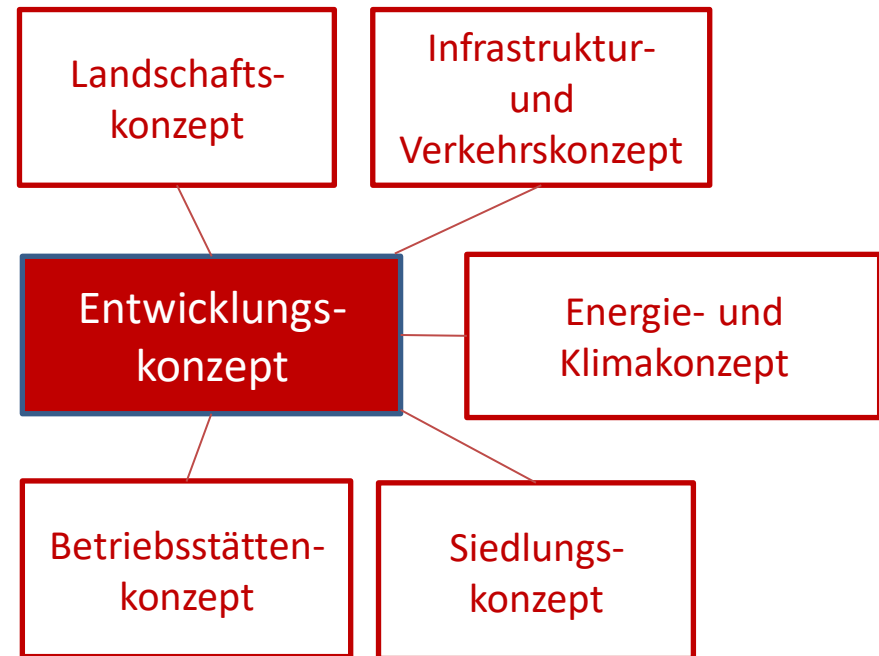 Landschafts-
konzept
Infrastruktur-
und
Verkehrskonzept
Entwicklungs-
konzept
Energie- und
Klimakonzept
Betriebsstätten-
konzept
Siedlungs-
konzept